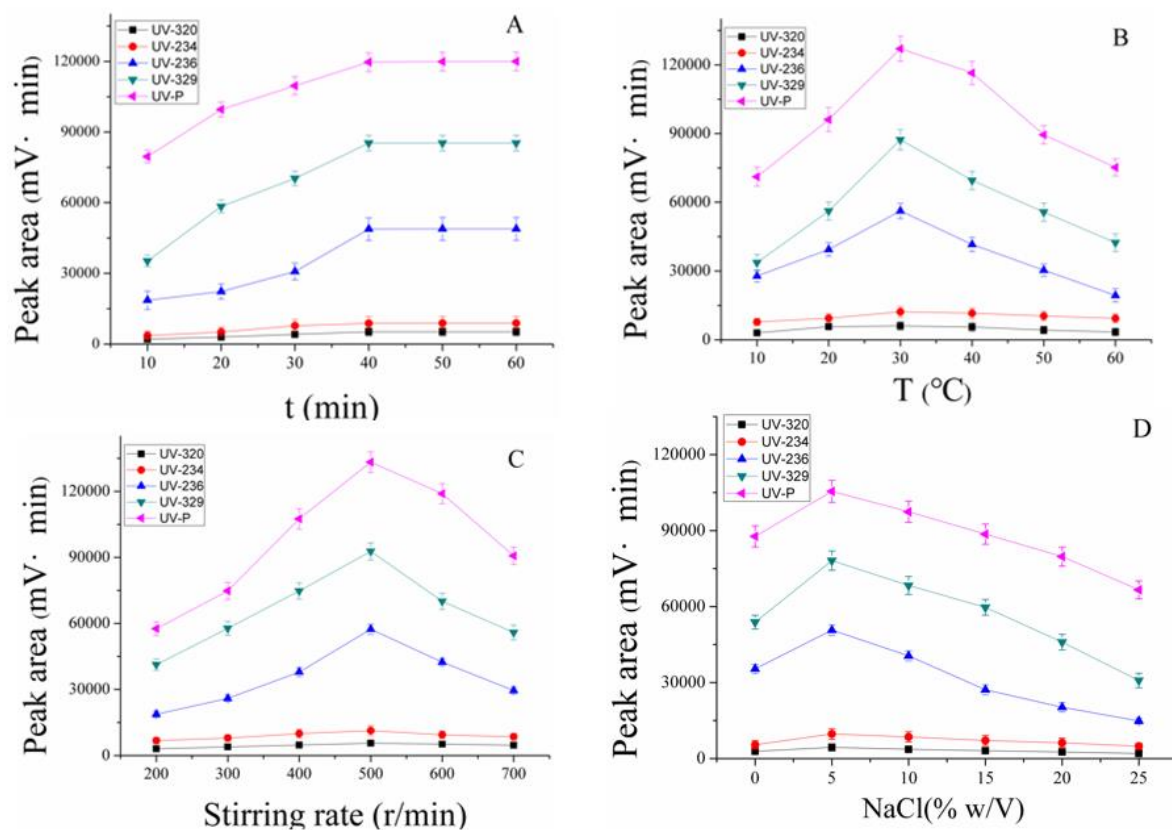 A
UV-320
UV-234
UV-236
UV-329
UV-P
120000
90000
60000
30000
0
Peak area (mV· min)
10 20 30 40 50 60
t (min)
B
UV-320
UV-234
UV-236
UV-329
UV-P
120000
90000
60000
30000
0
Peak area (mV· min)
10 20 30 40 50 60
T (°C)
C
UV-320
UV-234
UV-236
UV-329
UV-P
120000
90000
60000
30000
0
Peak area (mV· min)
200 300 400 500 600 700
Stirring rate (r/min)
D
UV-320
UV-234
UV-236
UV-329
UV-P
120000
90000
60000
30000
0
Peak area (mV· min)
0 5 10 15 20 25
NaCl(% w/V)